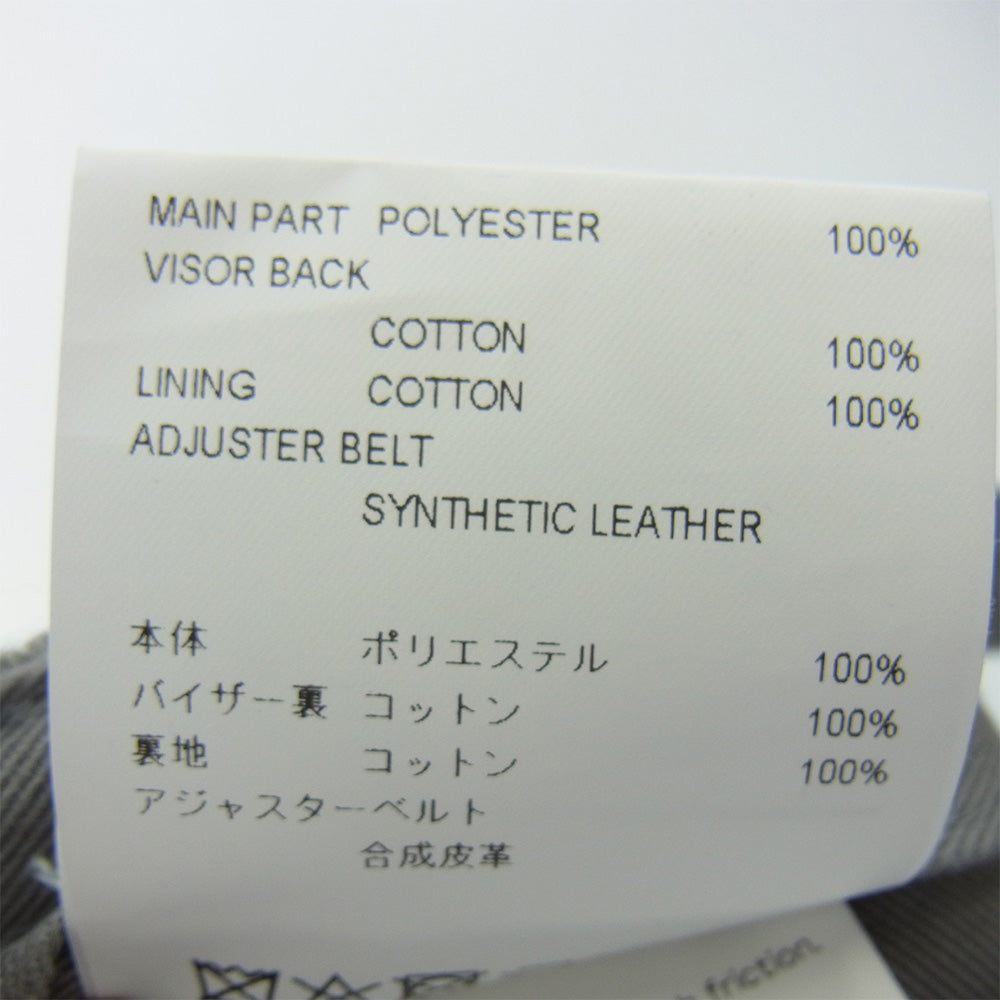 MAIN PART POLYESTER 100%
VISOR BACK
COTTON 100%
LINING COTTON 100%
ADJUSTER BELT
SYNTHETIC LEATHER
本体 ポリエステル 100%
バイザー裏 コットン 100%
裏地 コットン 100%
アジャスターベルト
合成皮革
friction.